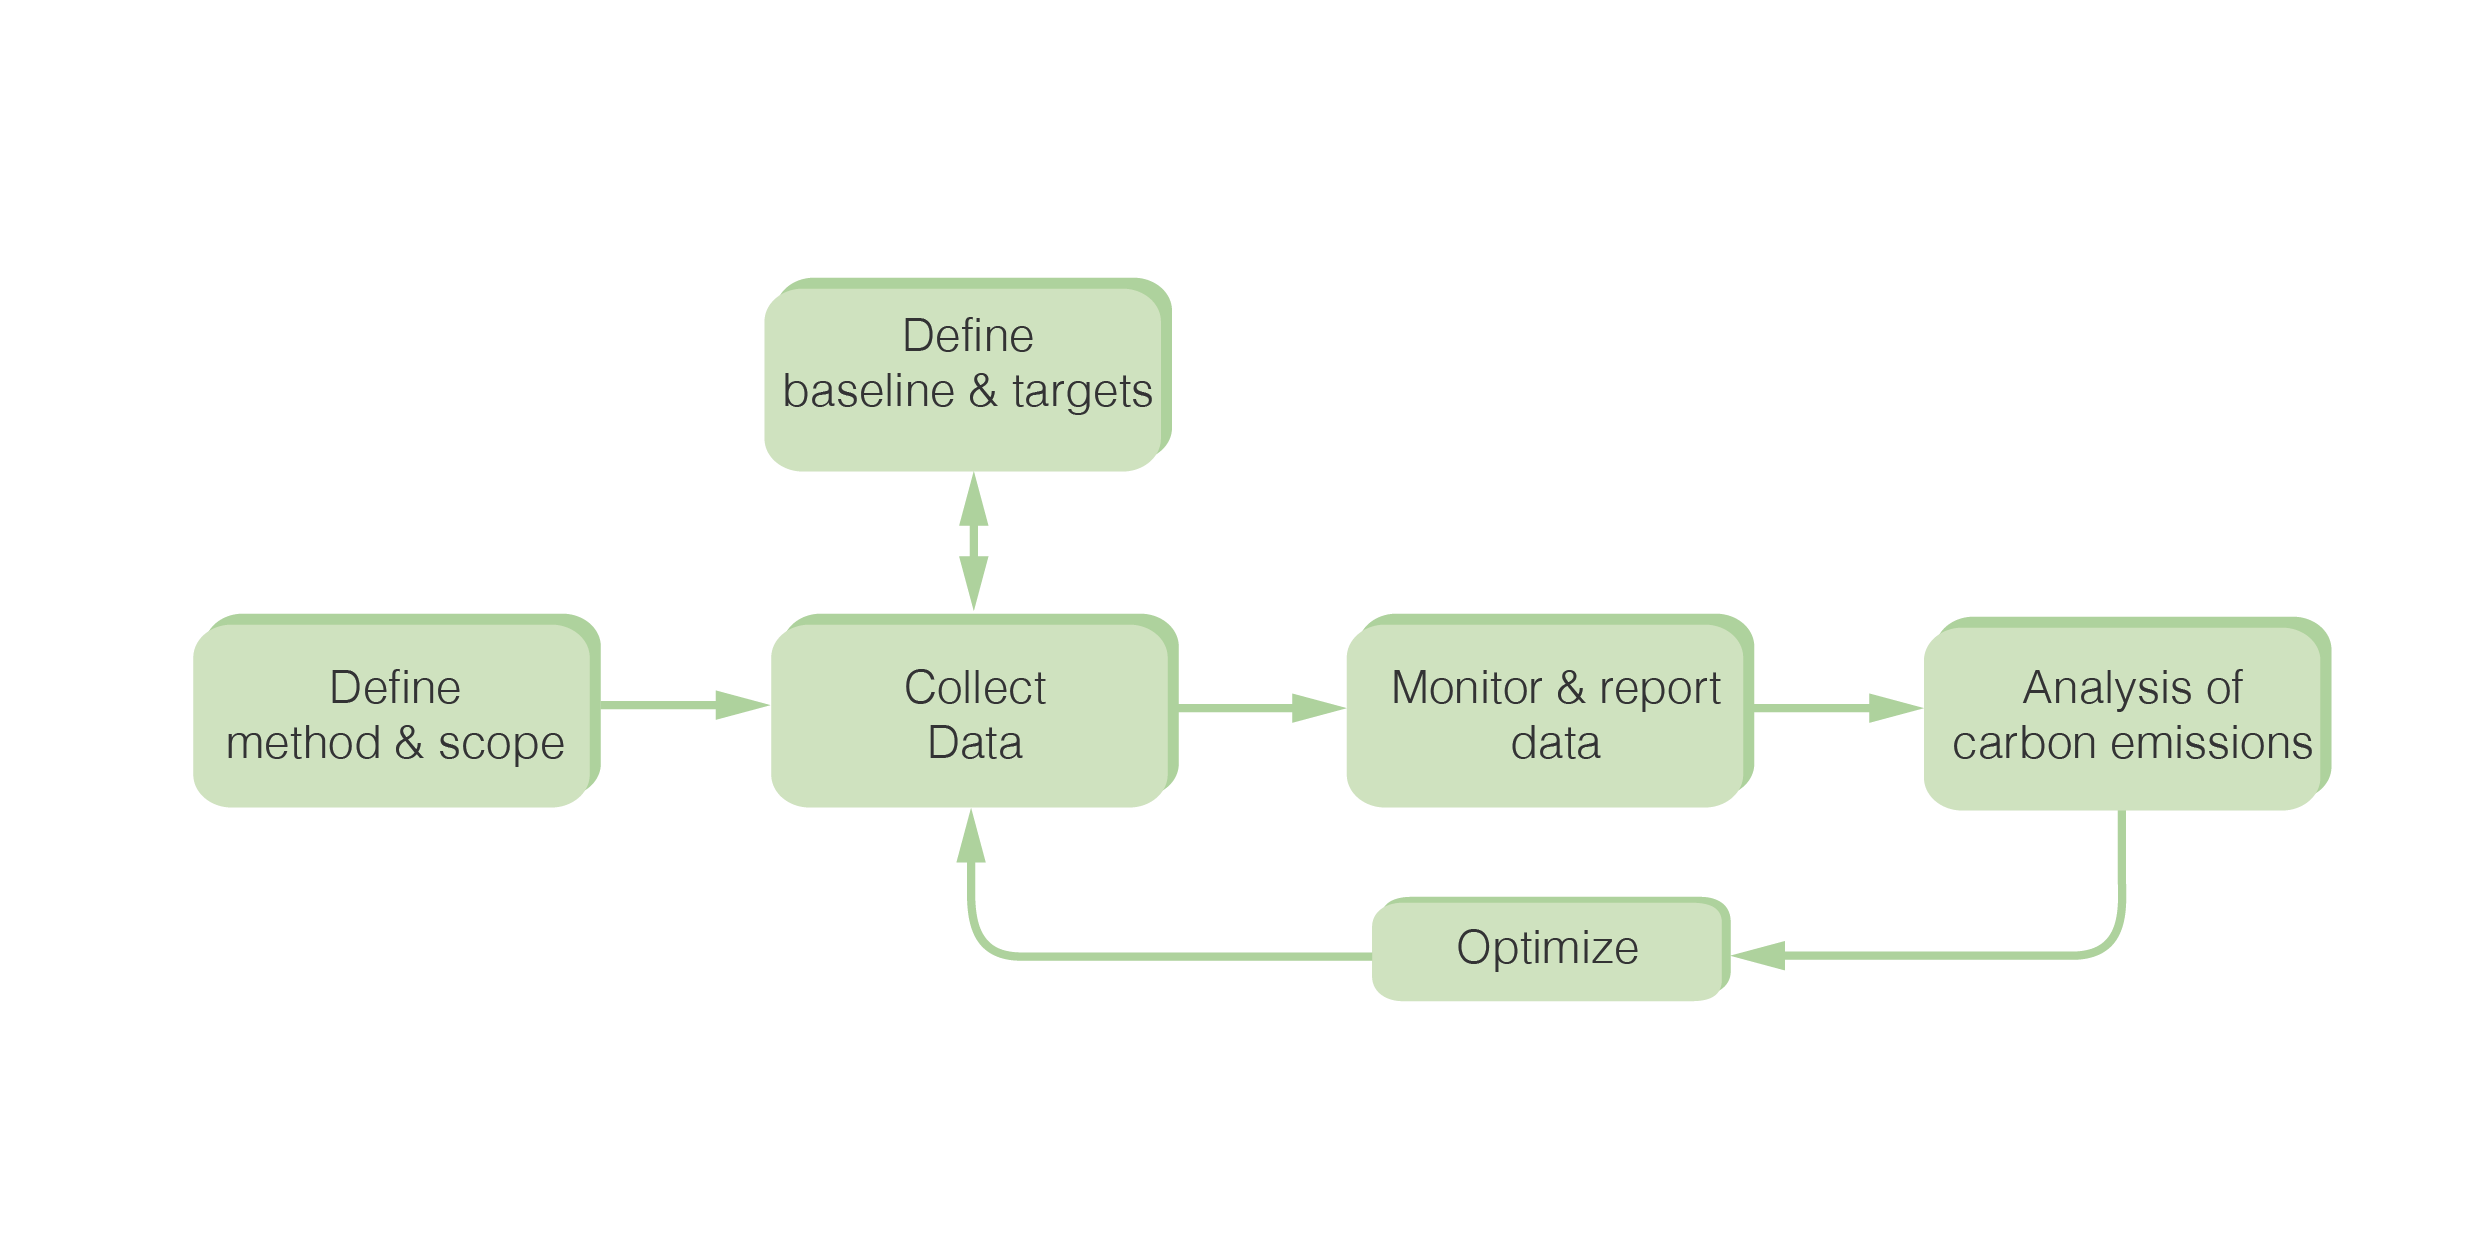 Define
baseline & targets
Define
method & scope
Collect
Data
Monitor & report
data
Analysis of
carbon emissions
Optimize